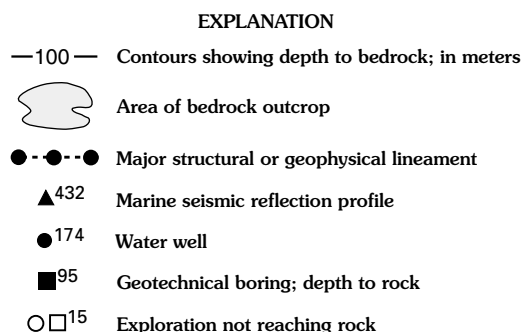 EXPLANATION
—100— Contours showing depth to bedrock; in meters
Area of bedrock outcrop
Major structural or geophysical lineament
432 Marine seismic reflection profile
174 Water well
95 Geotechnical boring; depth to rock
15 Exploration not reaching rock